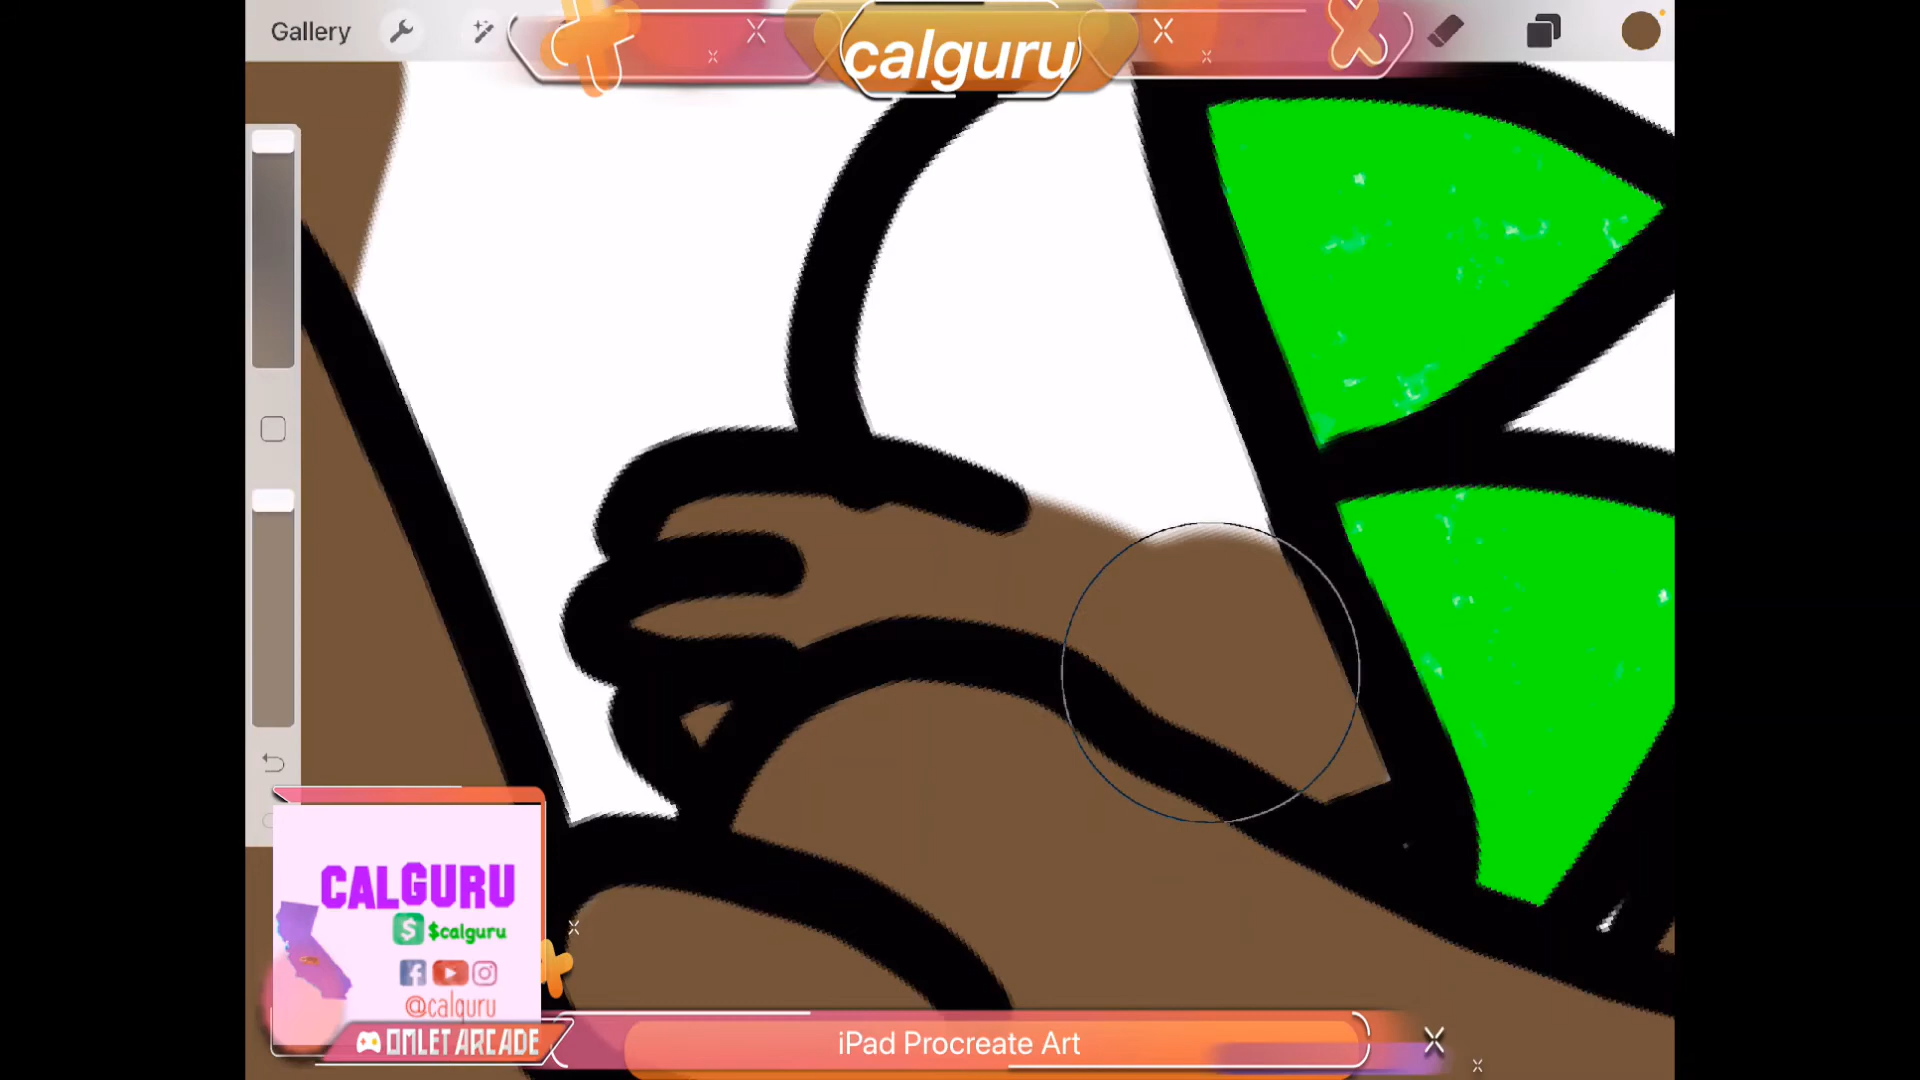 Gallery
calguru
CALGURU
$ $calguru
@calguru
OMLET ARCADE
iPad Procreate Art